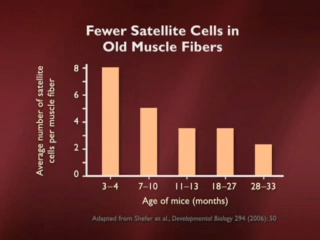 Fewer Satellite Cells in
Old Muscle Fibers
Average number of satellite
cells per muscle fiber
8
6
4
2
0
3–4 7–10 11–13 18–27 28–33
Age of mice (months)
Adapted from Shefer et al., Developmental Biology 294 (2006):50